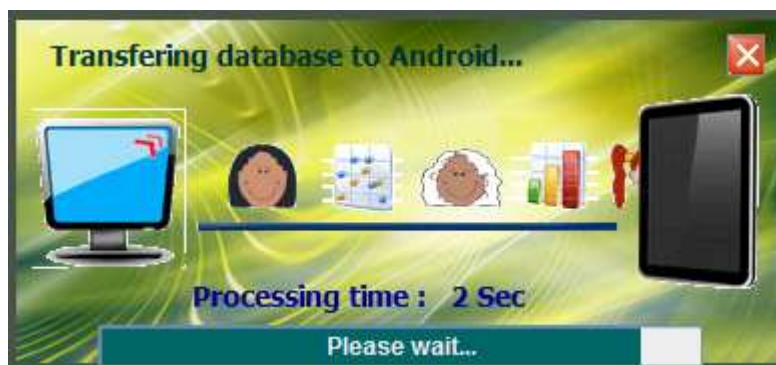 Transfering database to Android...
Processing time : 2 Sec
Please wait...